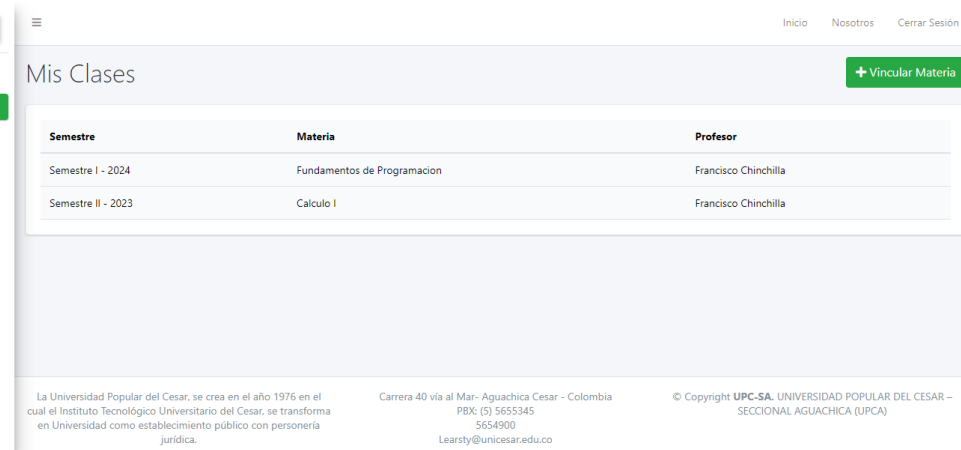 Inicio Nosotros Cerrar Sesión
Mis Clases
Vincular Materia
Semestre Materia Profesor
Semestre I - 2024 Fundamentos de Programacion Francisco Chinchilla
Semestre II - 2023 Calculo I Francisco Chinchilla
La Universidad Popular del Cesar, se crea en el año 1976 en el
cual el Instituto Tecnológico Universitario del Cesar, se transforma
en Universidad como establecimiento público con personería
jurídica.
Carrera 40 vía al Mar- Aguachica Cesar - Colombia
PBX: (5) 5655345
5654900
Learsty@unicesar.edu.co
© Copyright UPC-SA. UNIVERSIDAD POPULAR DEL CESAR –
SECCIONAL AGUACHICA (UPCA)